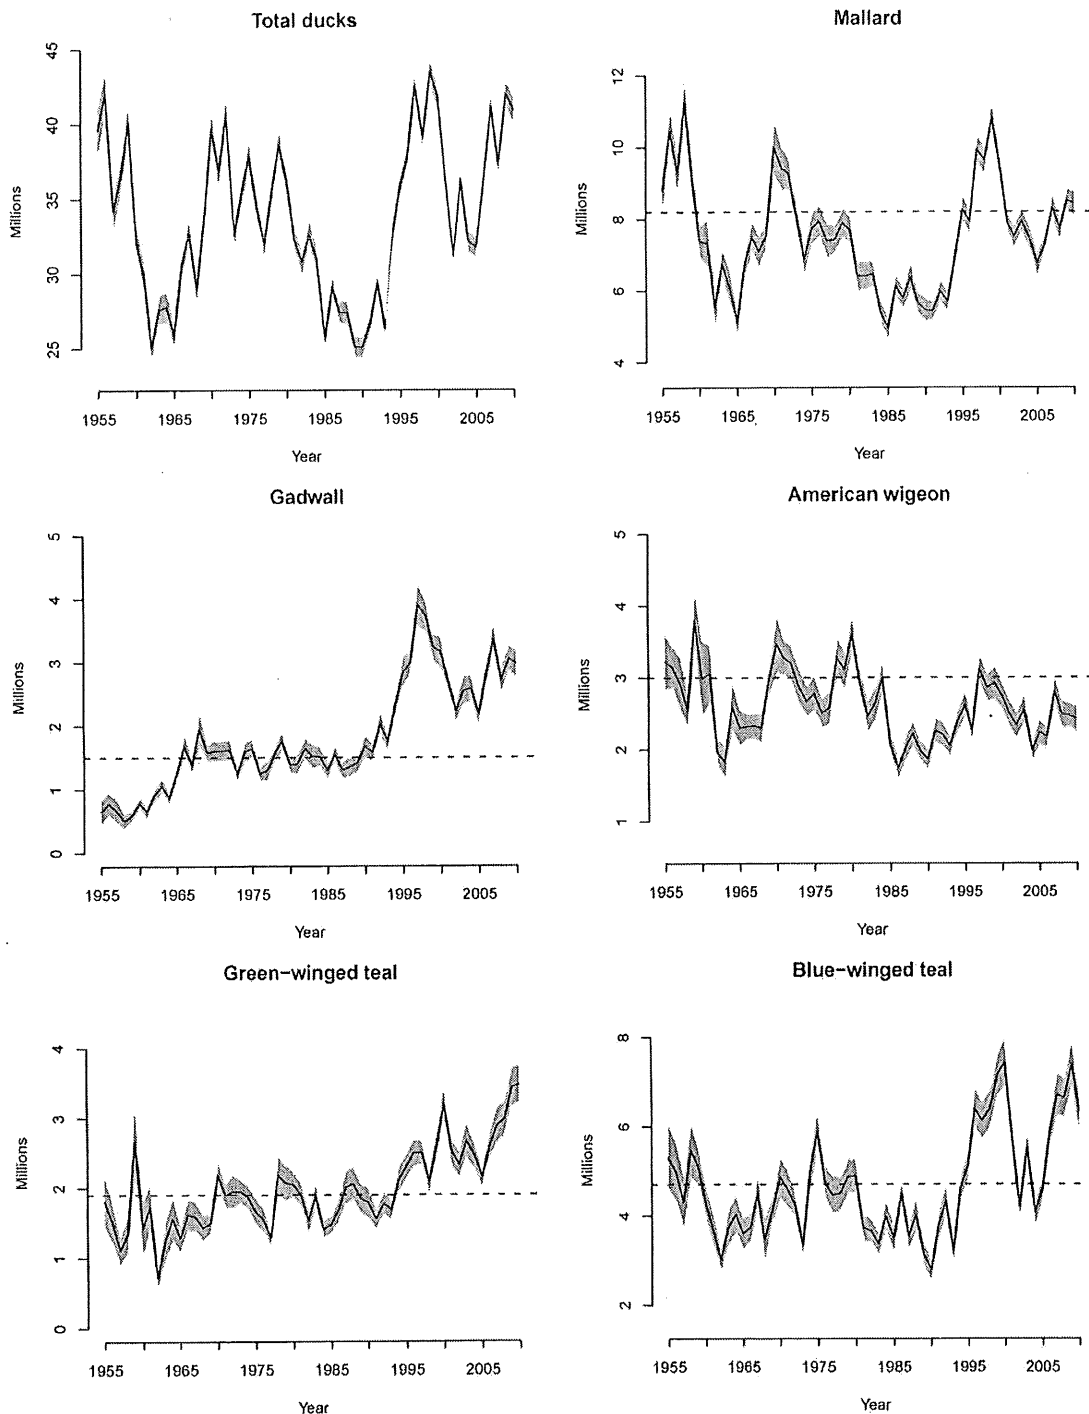 Total ducks
45
40
35
30
25
Millions
1955 1965 1975 1985 1995 2005
Year
Mallard
12
10
8
6
4
Millions
1955 1965 1975 1985 1995 2005
Year
Gadwall
5
4
3
2
1
0
Millions
1955 1965 1975 1985 1995 2005
Year
American wigeon
5
4
3
2
1
Millions
1955 1965 1975 1985 1995 2005
Year
Green-winged teal
4
3
2
1
0
Millions
1955 1965 1975 1985 1995 2005
Year
Blue-winged teal
8
6
4
2
Millions
1955 1965 1975 1985 1995 2005
Year